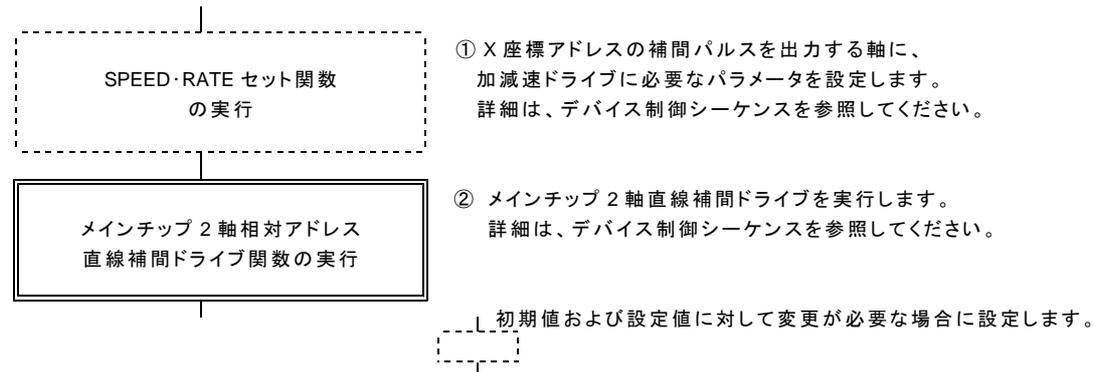 SPEED･RATE セット関数
の実行
① X 座標アドレスの補間パルスを出力する軸に、
加減速ドライブに必要なパラメータを設定します。
詳細は、デバイス制御シーケンスを参照してください。
メインチップ 2 軸相対アドレス
直線補間ドライブ関数の実行
② メインチップ 2 軸直線補間ドライブを実行します。
詳細は、デバイス制御シーケンスを参照してください。
初期値および設定値に対して変更が必要な場合に設定します。